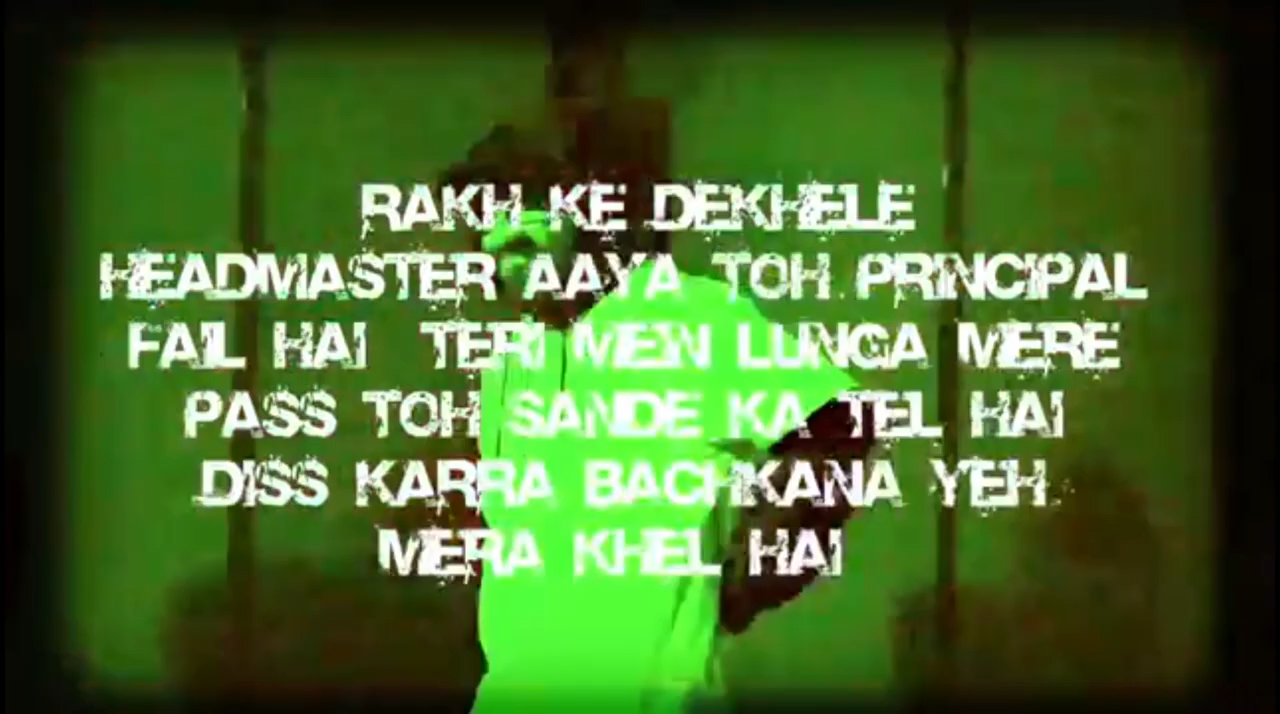 RAKH KE DEKHELE
HEADMASTER AAYA TOH PRINCIPAL
FAIL HAI TERI MEIN LUNGA MERE
PASS TOH SANDE KA TEL HAI
DISS KARRA BACHKANA YEH
MERA KHEL HAI